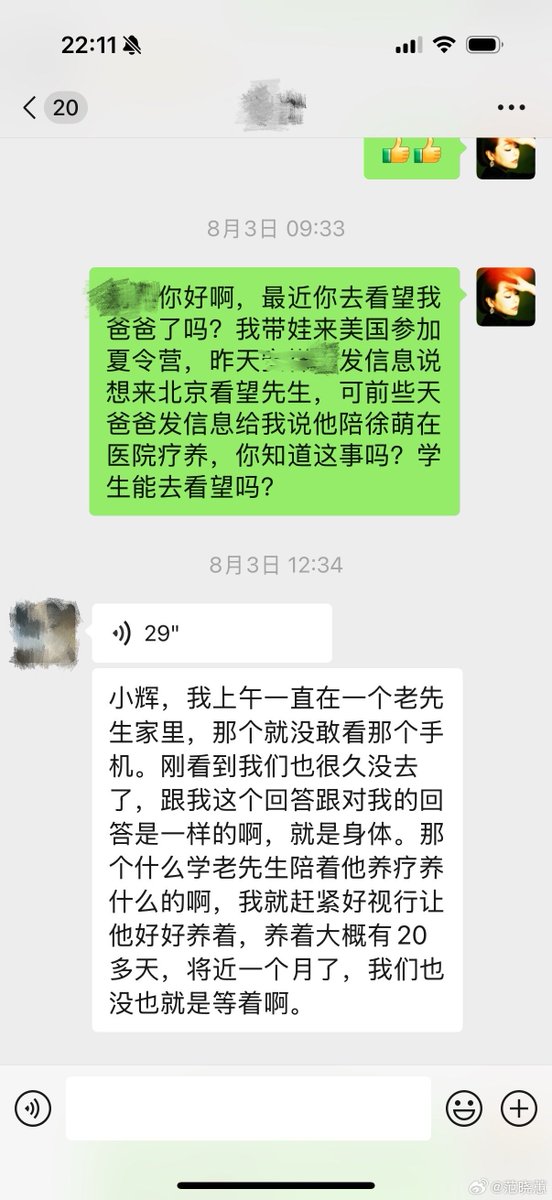 22:11
20
8月3日 09:33
你好啊，最近你去看望我
爸爸了吗？我带娃来美国参加
夏令营，昨天
发信息说
想来北京看望先生，可前些天
爸爸发信息给我说他陪徐萌在
医院疗养，你知道这事吗？学
生能去看望吗？
8月3日 12:34
29"
小辉，我上午一直在一个老先
生家里，那个就没敢看那个手
机。刚看到我们也很久没去
了，跟我这个回答跟对我的回
答是一样的啊，就是身体。那
个什么学老先生陪着他养疗养
什么的啊，我就赶紧好视行让
他好好养着，养着大概有20
多天，将近一个月了，我们也
没也就是等着啊。
@范晓蕙